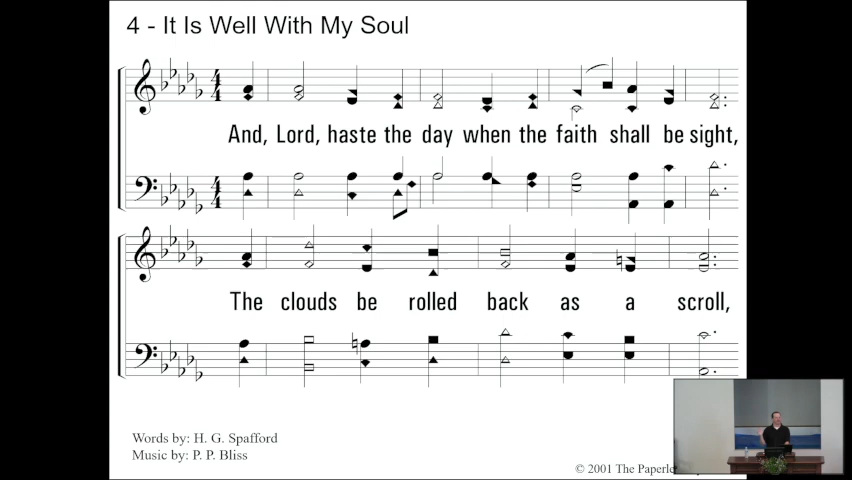 4 - It Is Well With My Soul
And, Lord, haste the day when the faith shall be sight,
The clouds be rolled back as a scroll,
Words by: H. G. Spafford
Music by: P. P. Bliss
© 2001 The